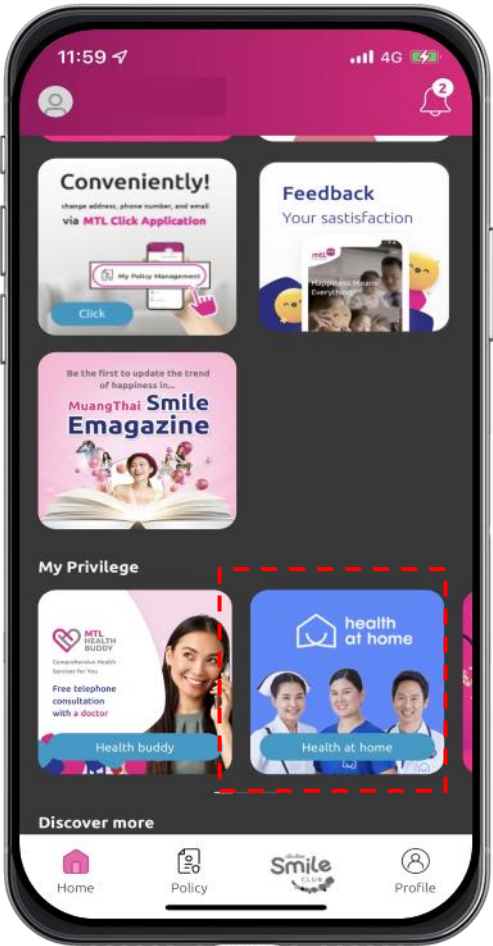 11:59
4G
2
Conveniently!
change address, phone number, and email
via MTL Click Application
My Policy Management
Click
Feedback
Your sastisfaction
mtl
Happiness Means
Everything
Be the first to update the trend
of happiness in...
MuangThai Smile
Emagazine
My Privilege
MTL
HEALTH
BUDDY
Comprehensive Health
Services for You
Free telephone
consultation
with a doctor
Health buddy
health
at home
Health at home
Discover more
Home
Policy
Smile
CLUB
Profile